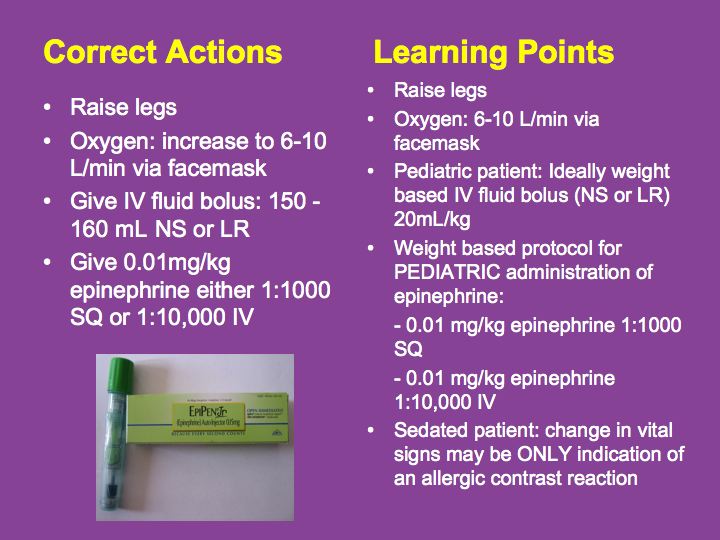 Correct Actions
• Raise legs
• Oxygen: increase to 6-10
L/min via facemask
• Give IV fluid bolus: 150 -
160 mL NS or LR
• Give 0.01mg/kg
epinephrine either 1:1000
SQ or 1:10,000 IV
EPIPEN Jr
(Epinephrine) Auto-Injector 0.15mg
BECAUSE EVERY SECOND COUNTS
Learning Points
• Raise legs
• Oxygen: 6-10 L/min via
facemask
• Pediatric patient: Ideally weight
based IV fluid bolus (NS or LR)
20mL/kg
• Weight based protocol for
PEDIATRIC administration of
epinephrine:
- 0.01 mg/kg epinephrine 1:1000
SQ
- 0.01 mg/kg epinephrine
1:10,000 IV
• Sedated patient: change in vital
signs may be ONLY indication of
an allergic contrast reaction